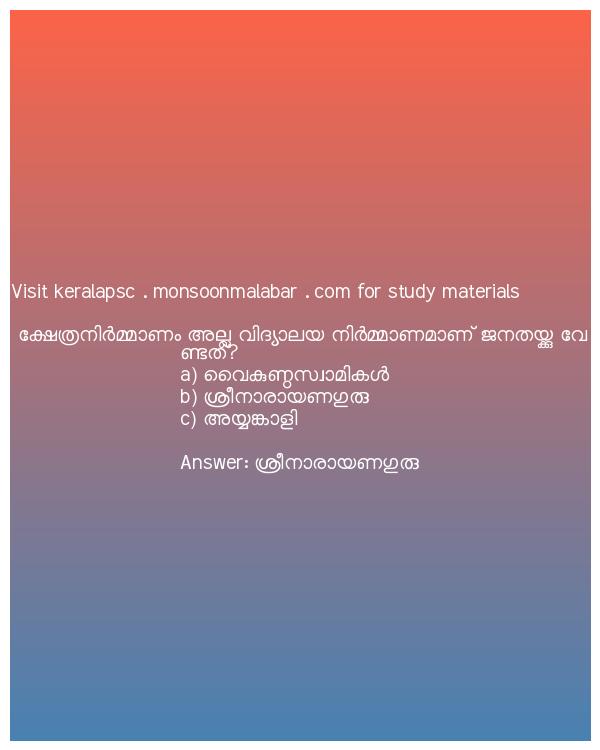 Visit keralapsc . monsoonmalabar . com for study materials
ക്ഷേത്രനിർമ്മാണം അല്ല വിദ്യാലയ നിർമ്മാണമാണ് ജനതയ്ക്കു വേ
ണ്ടത്?
a) വൈകുണ്ഠസ്വാമികൾ
b) ശ്രീനാരായണഗുരു
c) അയ്യങ്കാളി
Answer: ശ്രീനാരായണഗുരു